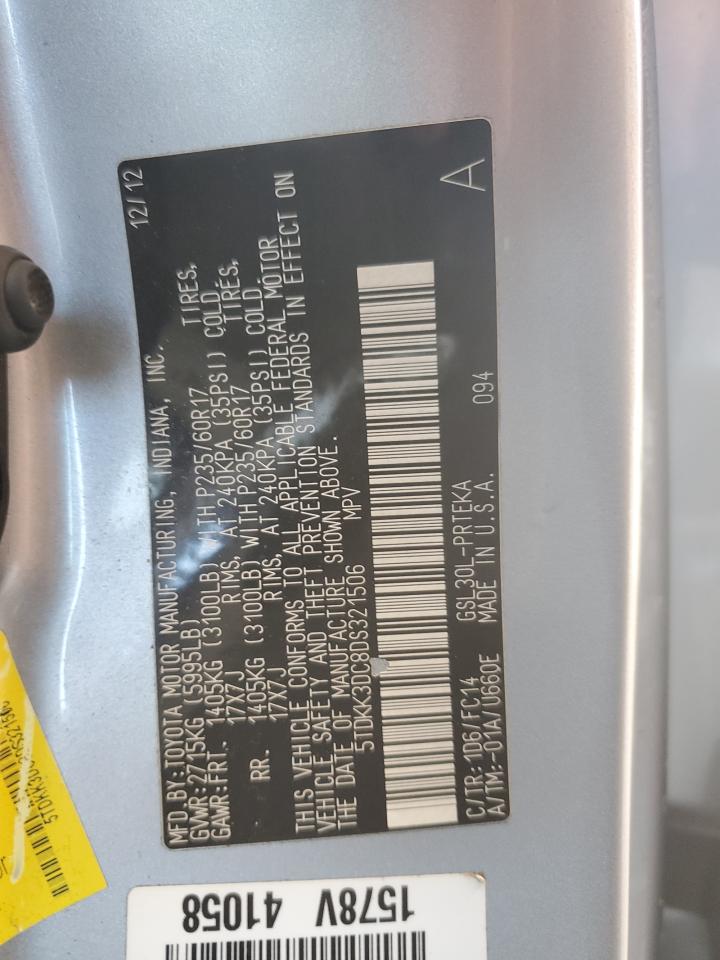 12/12
MFD.BY:TOYOTA MOTOR MANUFACTURING, INDIANA, INC.
GVWR:2715KG (5995LB)
GAWR:FRT. 1405KG (3100LB) WITH P235/60R17 TIRES,
17X7J RIMS, AT 240KPA (35PSI) COLD.
RR. 1405KG (3100LB) WITH P235/60R17 TIRES,
17X7J RIMS, AT 240KPA (35PSI) COLD.
THIS VEHICLE CONFORMS TO ALL APPLICABLE FEDERAL MOTOR
VEHICLE SAFETY AND THEFT PREVENTION STANDARDS IN EFFECT ON
THE DATE OF MANUFACTURE SHOWN ABOVE.
5TDKK3DC8DS321506 MPV
C/TR:1D6/FC14 GSL30L-PRTEKA 094
A/TM:-01A/U660E MADE IN U.S.A. A
1578V 41058